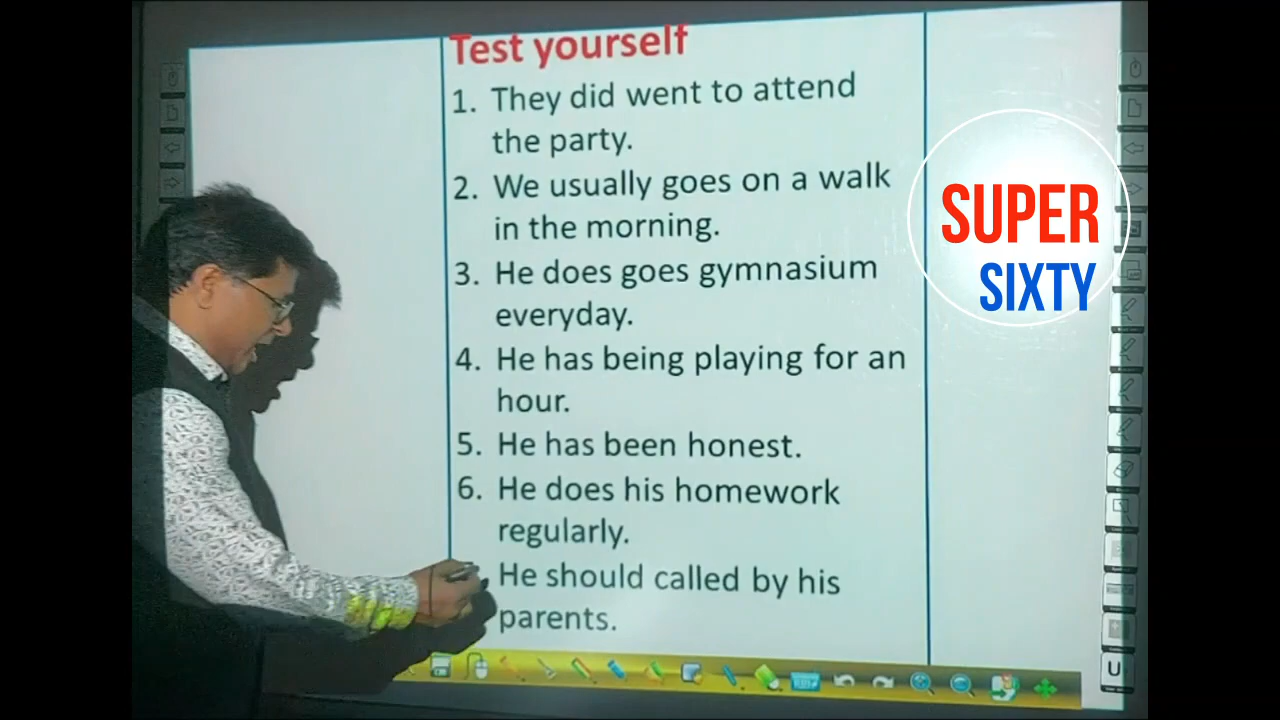 Test yourself
1. They did went to attend
the party.
2. We usually goes on a walk
in the morning.
3. He does goes gymnasium
everyday.
4. He has being playing for an
hour.
5. He has been honest.
6. He does his homework
regularly.
He should called by his
parents.
SUPER
SIXTY
U